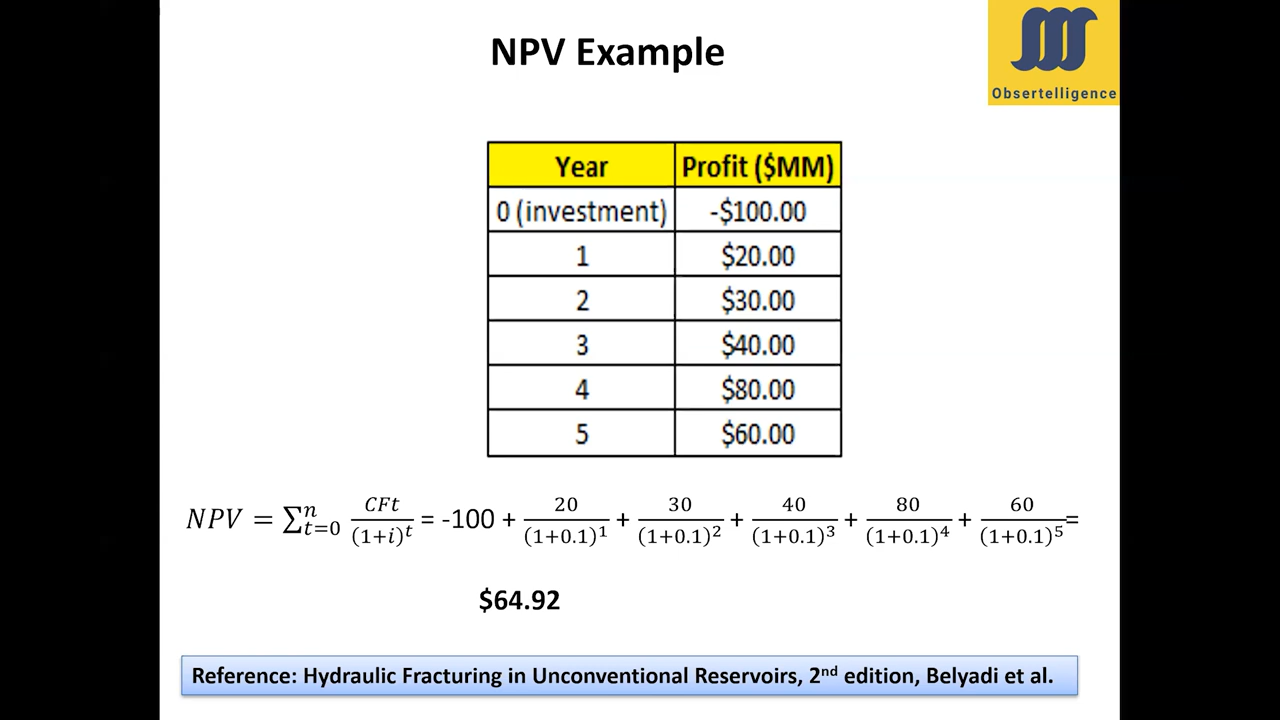 NPV Example
Obsertelligence
Year Profit ($MM)
0 (investment) -$100.00
1 $20.00
2 $30.00
3 $40.00
4 $80.00
5 $60.00
NPV = ∑ₜ₌₀ⁿ CFt/(1+i)ᵗ = -100 + 20/(1+0.1)¹ + 30/(1+0.1)² + 40/(1+0.1)³ + 80/(1+0.1)⁴ + 60/(1+0.1)⁵ =
$64.92
Reference: Hydraulic Fracturing in Unconventional Reservoirs, 2nd edition, Belyadi et al.